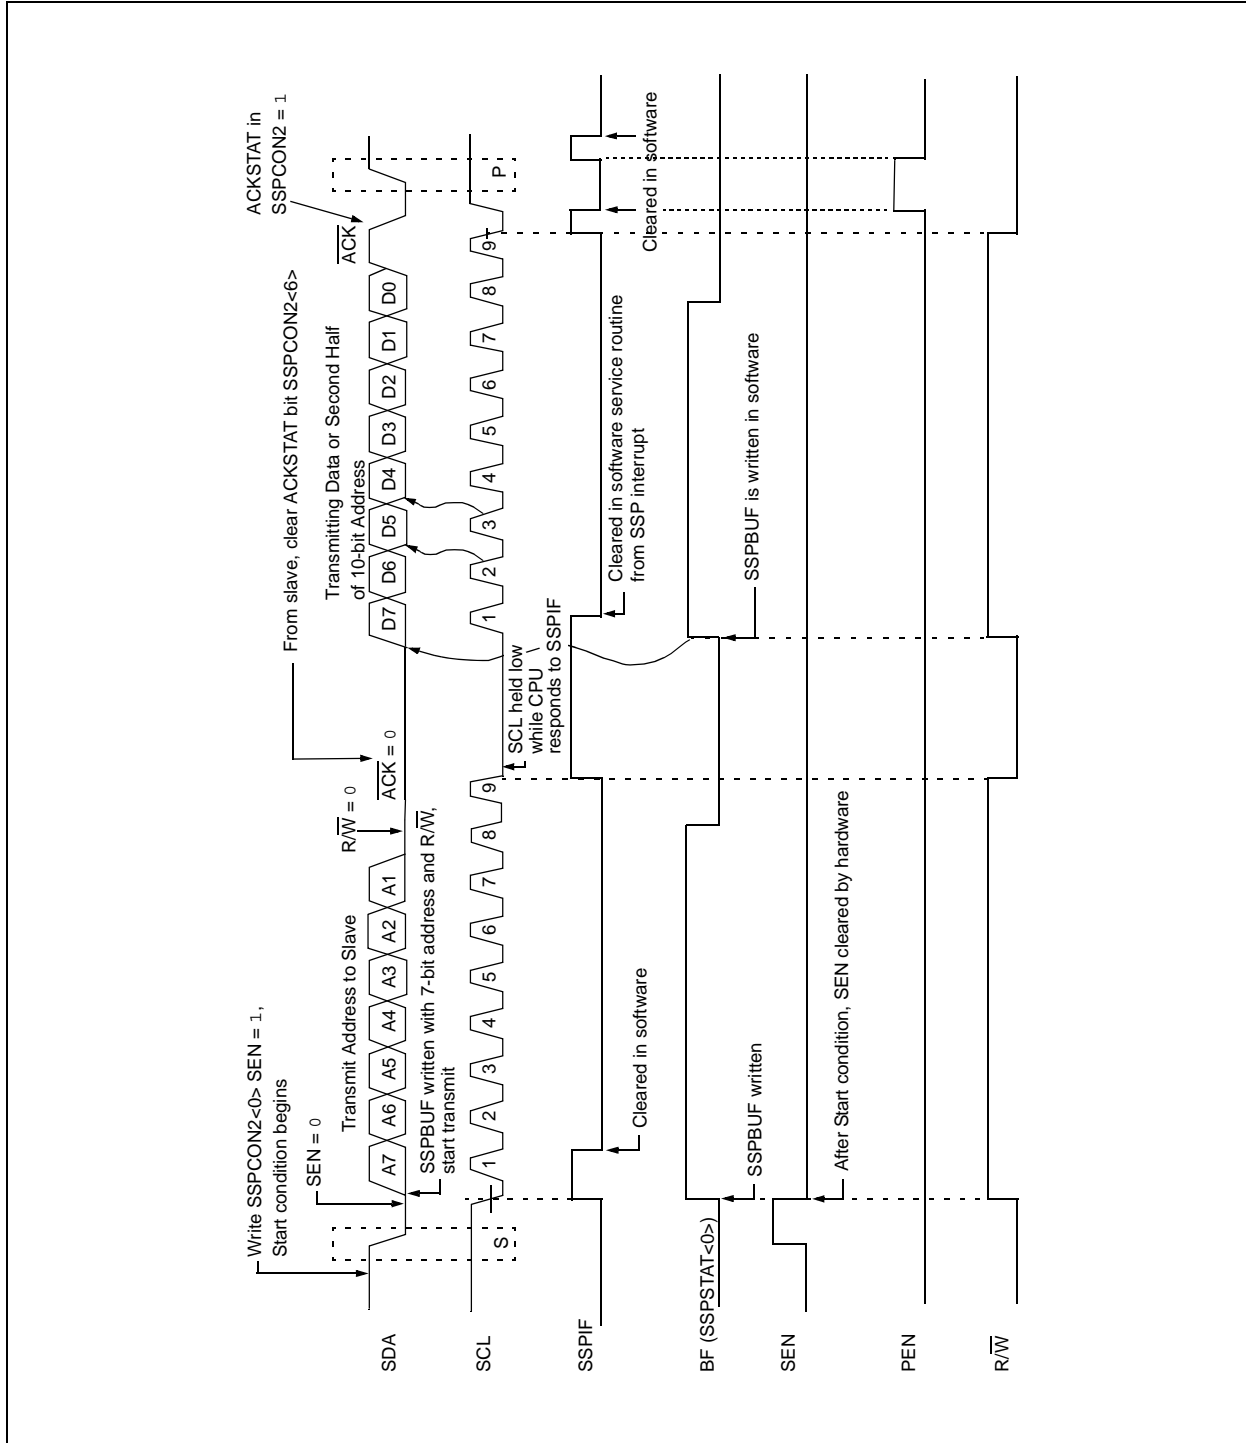 Write SSPCON2<0> SEN = 1,
Start condition begins
SEN = 0
Transmit Address to Slave
R/W = 0
ACK = 0
From slave, clear ACKSTAT bit SSPCON2<6>
Transmitting Data or Second Half
of 10-bit Address
ACK
ACKSTAT in
SSPCON2 = 1
SDA
A7 A6 A5 A4 A3 A2 A1
D7 D6 D5 D4 D3 D2 D1 D0
SSPBUF written with 7-bit address and R/W,
start transmit
SCL
S
1 2 3 4 5 6 7 8 9
1 2 3 4 5 6 7 8 9
P
SCL held low
while CPU
responds to SSPIF
SSPIF
Cleared in software
Cleared in software service routine
from SSP interrupt
Cleared in software
Cleared in software
BF (SSPSTAT<0>)
SSPBUF written
SSPBUF is written in software
SEN
After Start condition, SEN cleared by hardware
PEN
R/W